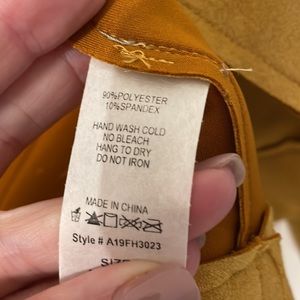 90%POLYESTER
10%SPANDEX
HAND WASH COLD
NO BLEACH
HANG TO DRY
DO NOT IRON
MADE IN CHINA
Style # A19FH3023